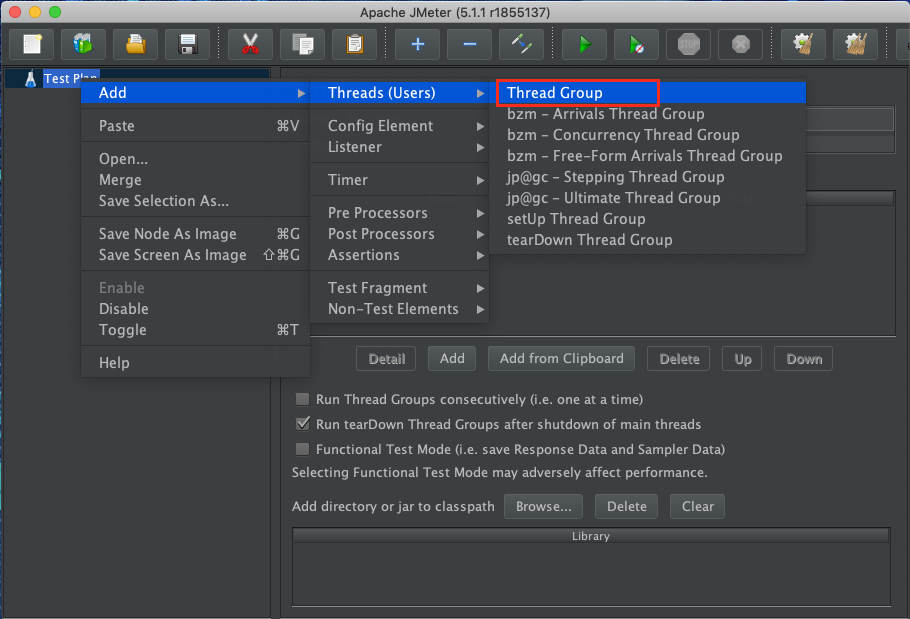 Apache JMeter (5.1.1 r1855137)
STOP
Test Plan
Add
Paste ⌘V
Open...
Merge
Save Selection As...
Save Node As Image ⌘G
Save Screen As Image ⇧⌘G
Enable
Disable
Toggle ⌘T
Help
Threads (Users)
Config Element
Listener
Timer
Pre Processors
Post Processors
Assertions
Test Fragment
Non-Test Elements
Thread Group
bzm - Arrivals Thread Group
bzm - Concurrency Thread Group
bzm - Free-Form Arrivals Thread Group
jp@gc - Stepping Thread Group
jp@gc - Ultimate Thread Group
setUp Thread Group
tearDown Thread Group
Detail Add Add from Clipboard Delete Up Down
Run Thread Groups consecutively (i.e. one at a time)
Run tearDown Thread Groups after shutdown of main threads
Functional Test Mode (i.e. save Response Data and Sampler Data)
Selecting Functional Test Mode may adversely affect performance.
Add directory or jar to classpath Browse... Delete Clear
Library